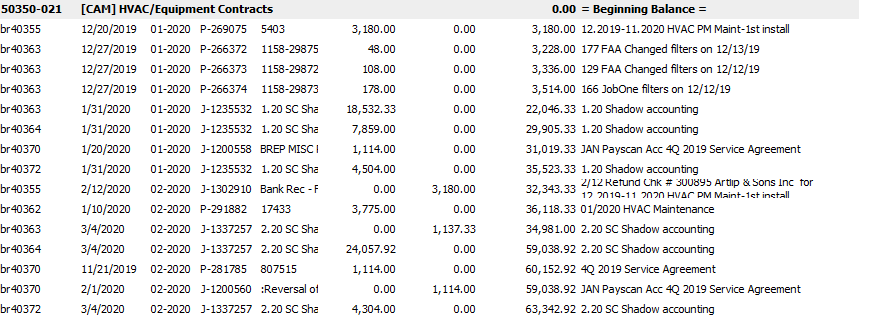 50350-021 [CAM] HVAC/Equipment Contracts 0.00 = Beginning Balance =
br40355 12/20/2019 01-2020 P-269075 5403 3,180.00 0.00 3,180.00 12.2019-11.2020 HVAC PM Maint-1st install
br40363 12/27/2019 01-2020 P-266372 1158-29875 48.00 0.00 3,228.00 177 FAA Changed filters on 12/13/19
br40363 12/27/2019 01-2020 P-266373 1158-29872 108.00 0.00 3,336.00 129 FAA Changed filters on 12/12/19
br40363 12/27/2019 01-2020 P-266374 1158-29873 178.00 0.00 3,514.00 166 JobOne filters on 12/12/19
br40363 1/31/2020 01-2020 J-1235532 1.20 SC Sha 18,532.33 0.00 22,046.33 1.20 Shadow accounting
br40364 1/31/2020 01-2020 J-1235532 1.20 SC Sha 7,859.00 0.00 29,905.33 1.20 Shadow accounting
br40370 1/20/2020 01-2020 J-1200558 BREP MISC 1,114.00 0.00 31,019.33 JAN Payscan Acc 4Q 2019 Service Agreement
br40372 1/31/2020 01-2020 J-1235532 1.20 SC Sha 4,504.00 0.00 35,523.33 1.20 Shadow accounting
br40355 2/12/2020 02-2020 J-1302910 Bank Rec - F 0.00 3,180.00 32,343.33 2/12 Refund Chk # 300895 Artlip & Sons Inc for
12.2019-11.2020 HVAC PM Maint-1st install
br40362 1/10/2020 02-2020 P-291882 17433 3,775.00 0.00 36,118.33 01/2020 HVAC Maintenance
br40363 3/4/2020 02-2020 J-1337257 2.20 SC Sha 0.00 1,137.33 34,981.00 2.20 SC Shadow accounting
br40364 3/4/2020 02-2020 J-1337257 2.20 SC Sha 24,057.92 0.00 59,038.92 2.20 SC Shadow accounting
br40370 11/21/2019 02-2020 P-281785 807515 1,114.00 0.00 60,152.92 4Q 2019 Service Agreement
br40370 2/1/2020 02-2020 J-1200560 :Reversal of 0.00 1,114.00 59,038.92 JAN Payscan Acc 4Q 2019 Service Agreement
br40372 3/4/2020 02-2020 J-1337257 2.20 SC Sha 4,304.00 0.00 63,342.92 2.20 SC Shadow accounting